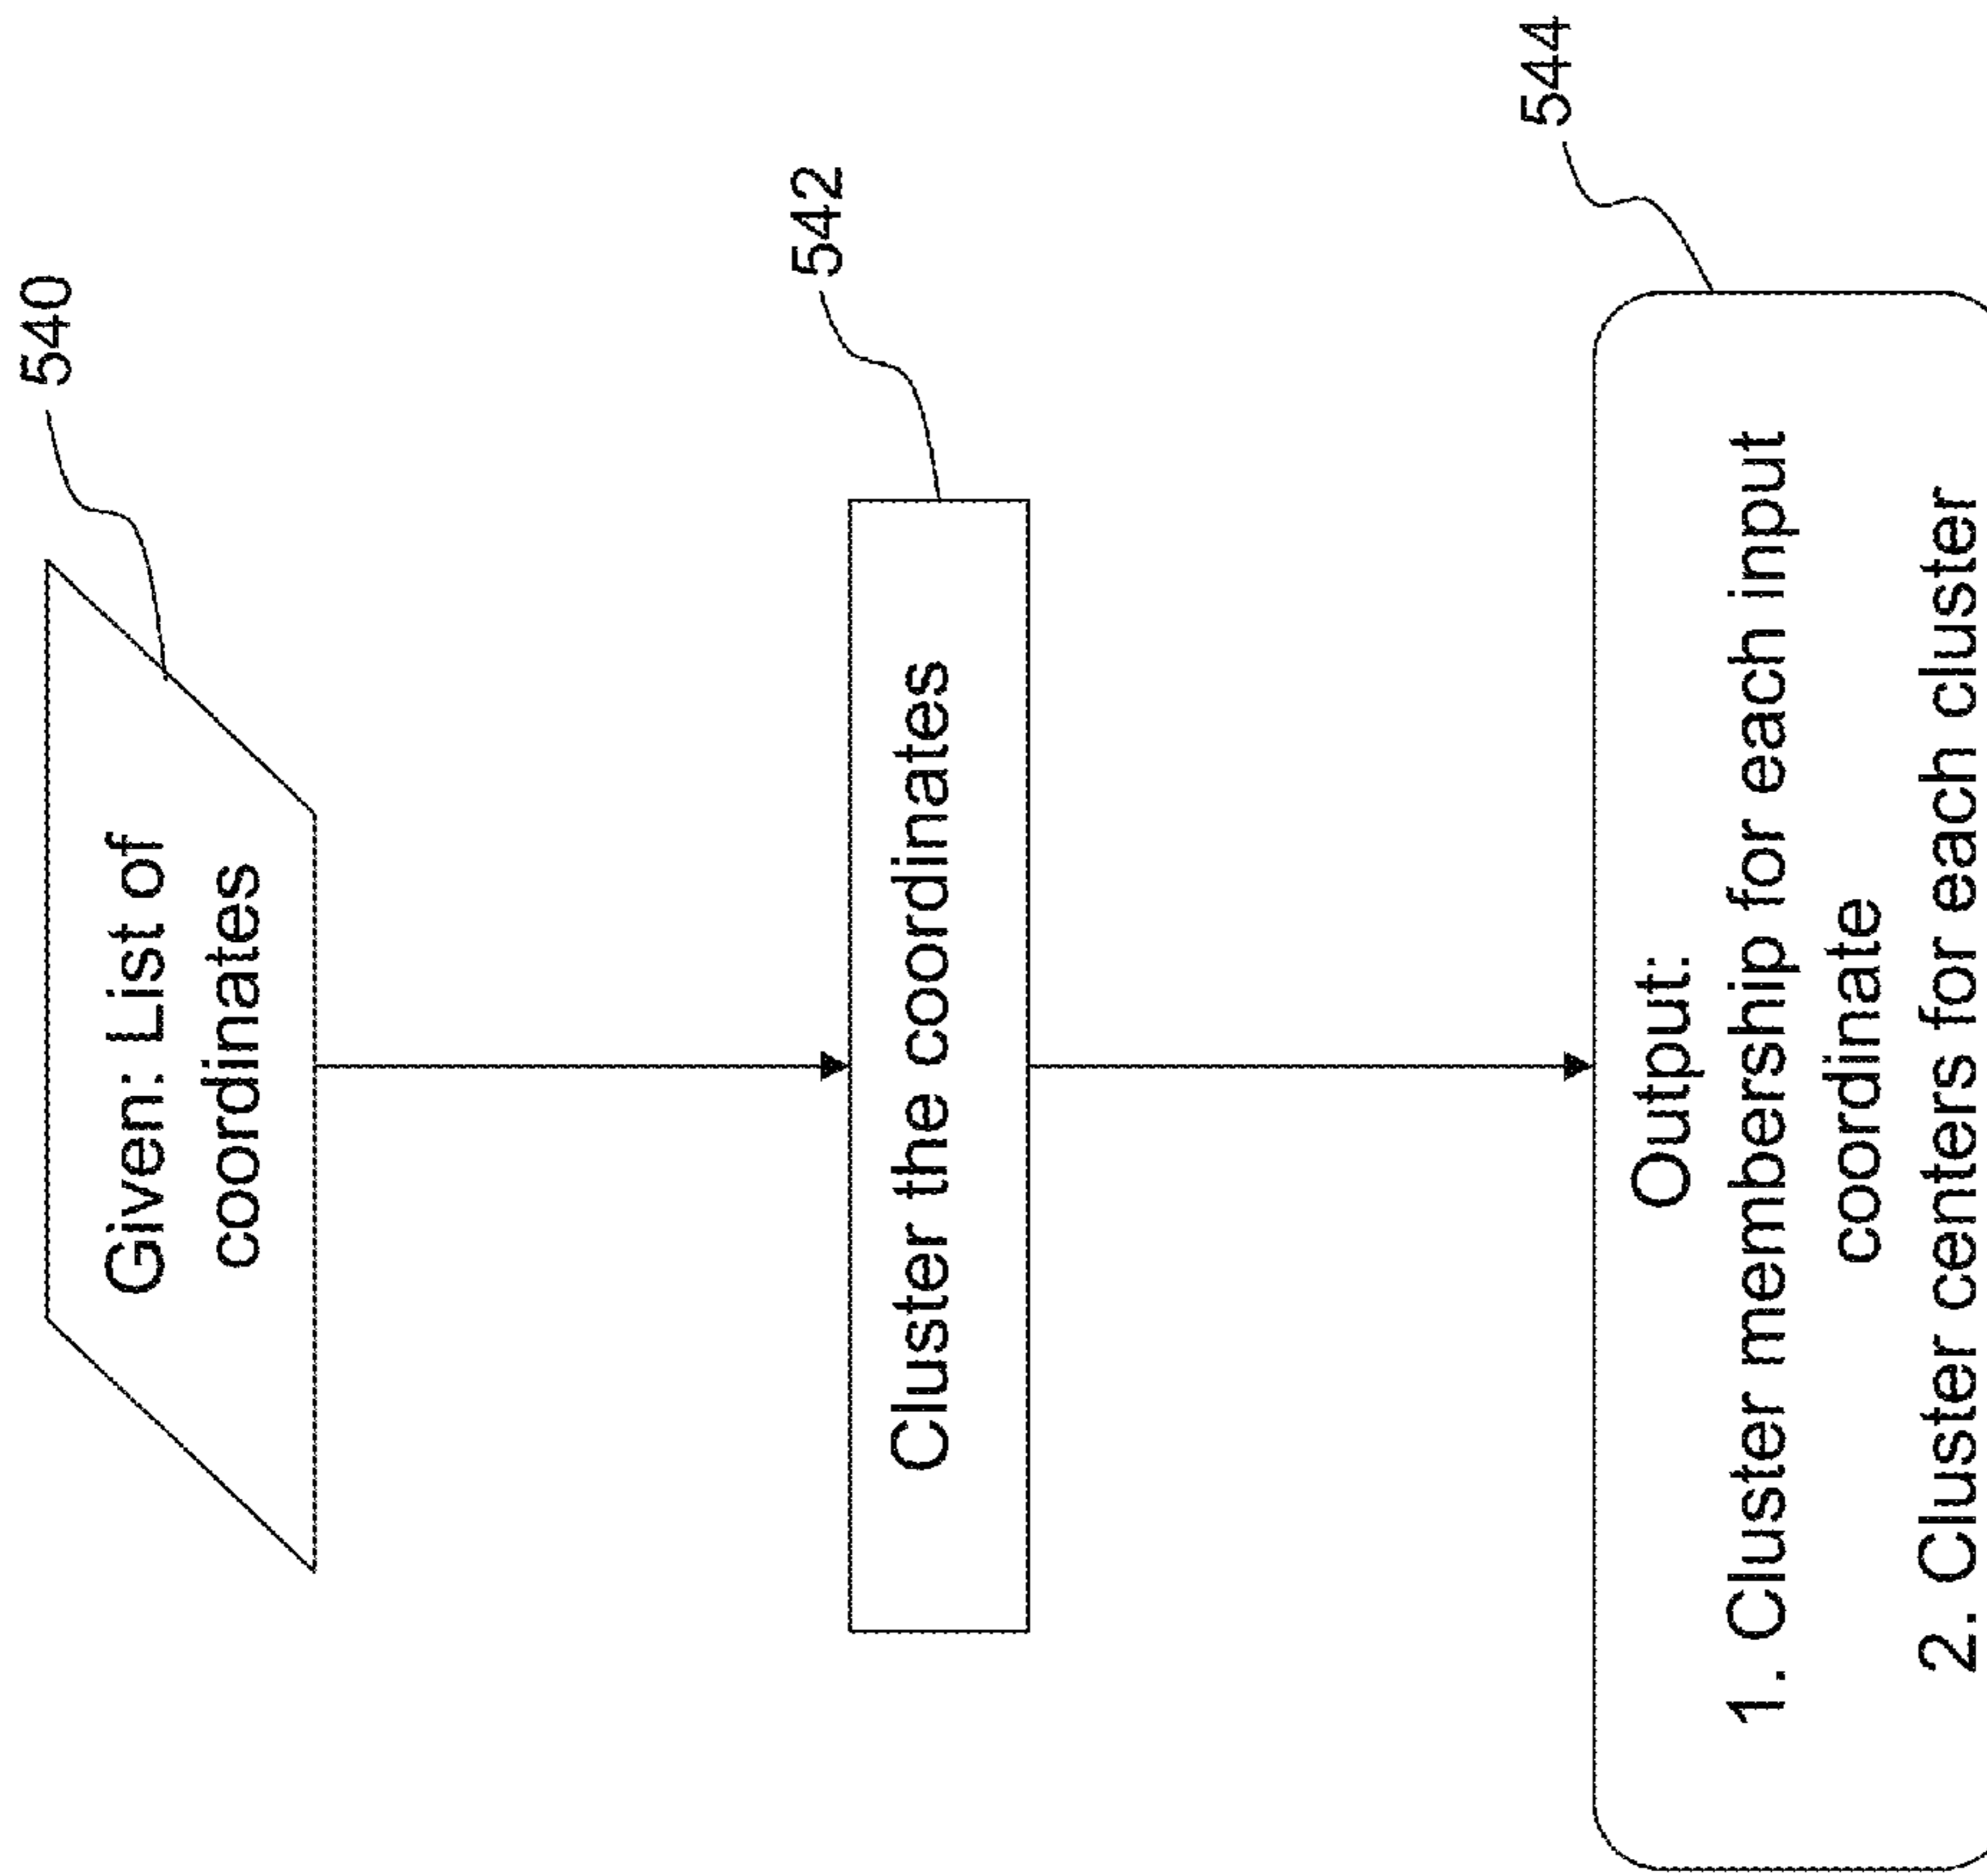 540
Given: List of
coordinates
542
Cluster the coordinates
544
Output:
1. Cluster membership for each input
coordinate
2. Cluster centers for each cluster